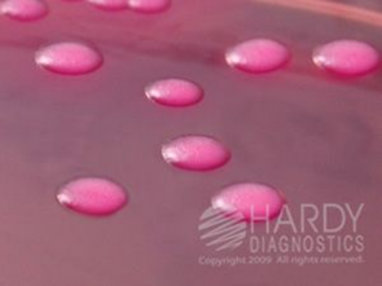 HARDY
DIAGNOSTICS
Copyright 2009 All rights reserved.